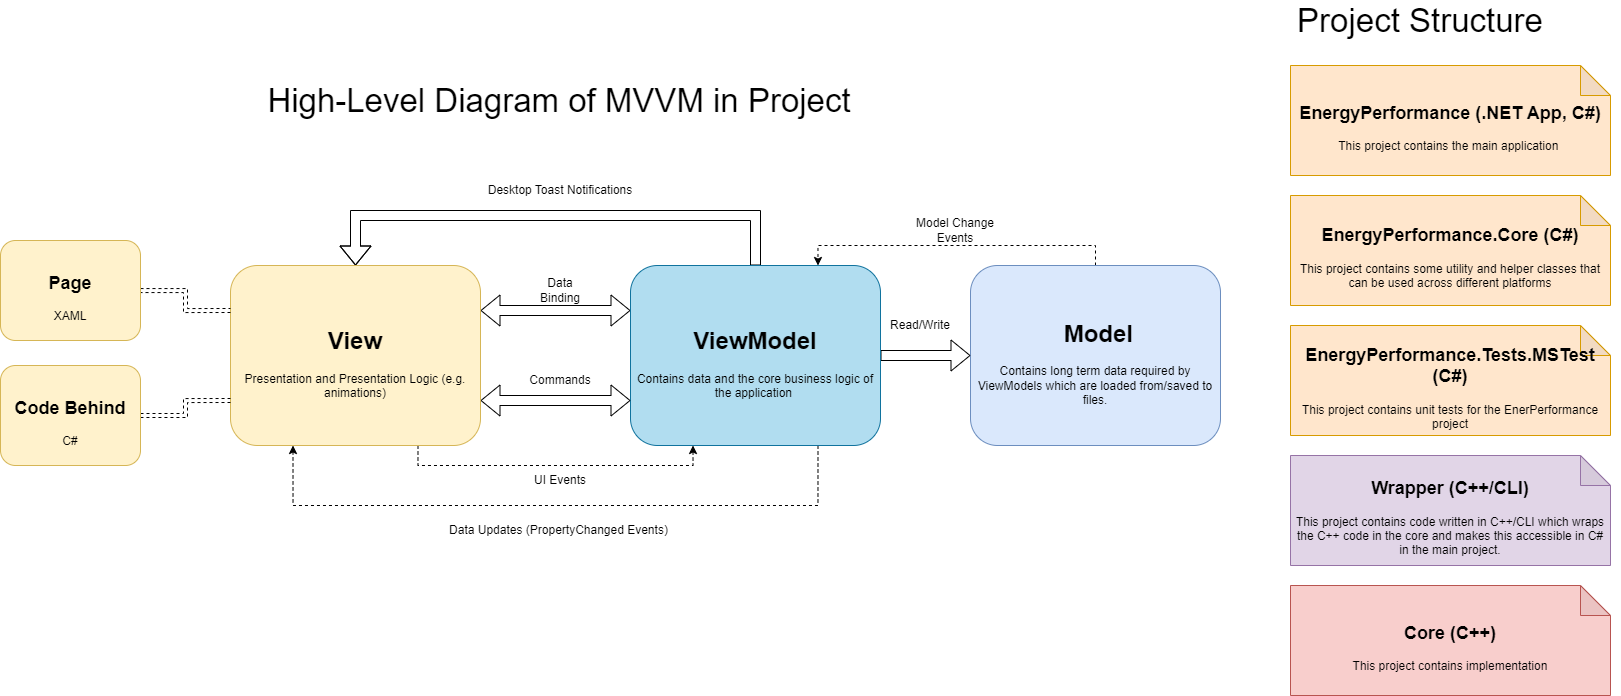 Project Structure
High-Level Diagram of MVVM in Project
Desktop Toast Notifications
Model Change
Events
Page
XAML
Code Behind
C#
View
Presentation and Presentation Logic (e.g.
animations)
Data
Binding
Commands
ViewModel
Contains data and the core business logic of
the application
Read/Write
Model
Contains long term data required by
ViewModels which are loaded from/saved to
files.
UI Events
Data Updates (PropertyChanged Events)
EnergyPerformance (.NET App, C#)
This project contains the main application
EnergyPerformance.Core (C#)
This project contains some utility and helper classes that
can be used across different platforms
EnergyPerformance.Tests.MSTest
(C#)
This project contains unit tests for the EnerPerformance
project
Wrapper (C++/CLI)
This project contains code written in C++/CLI which wraps
the C++ code in the core and makes this accessible in C#
in the main project.
Core (C++)
This project contains implementation